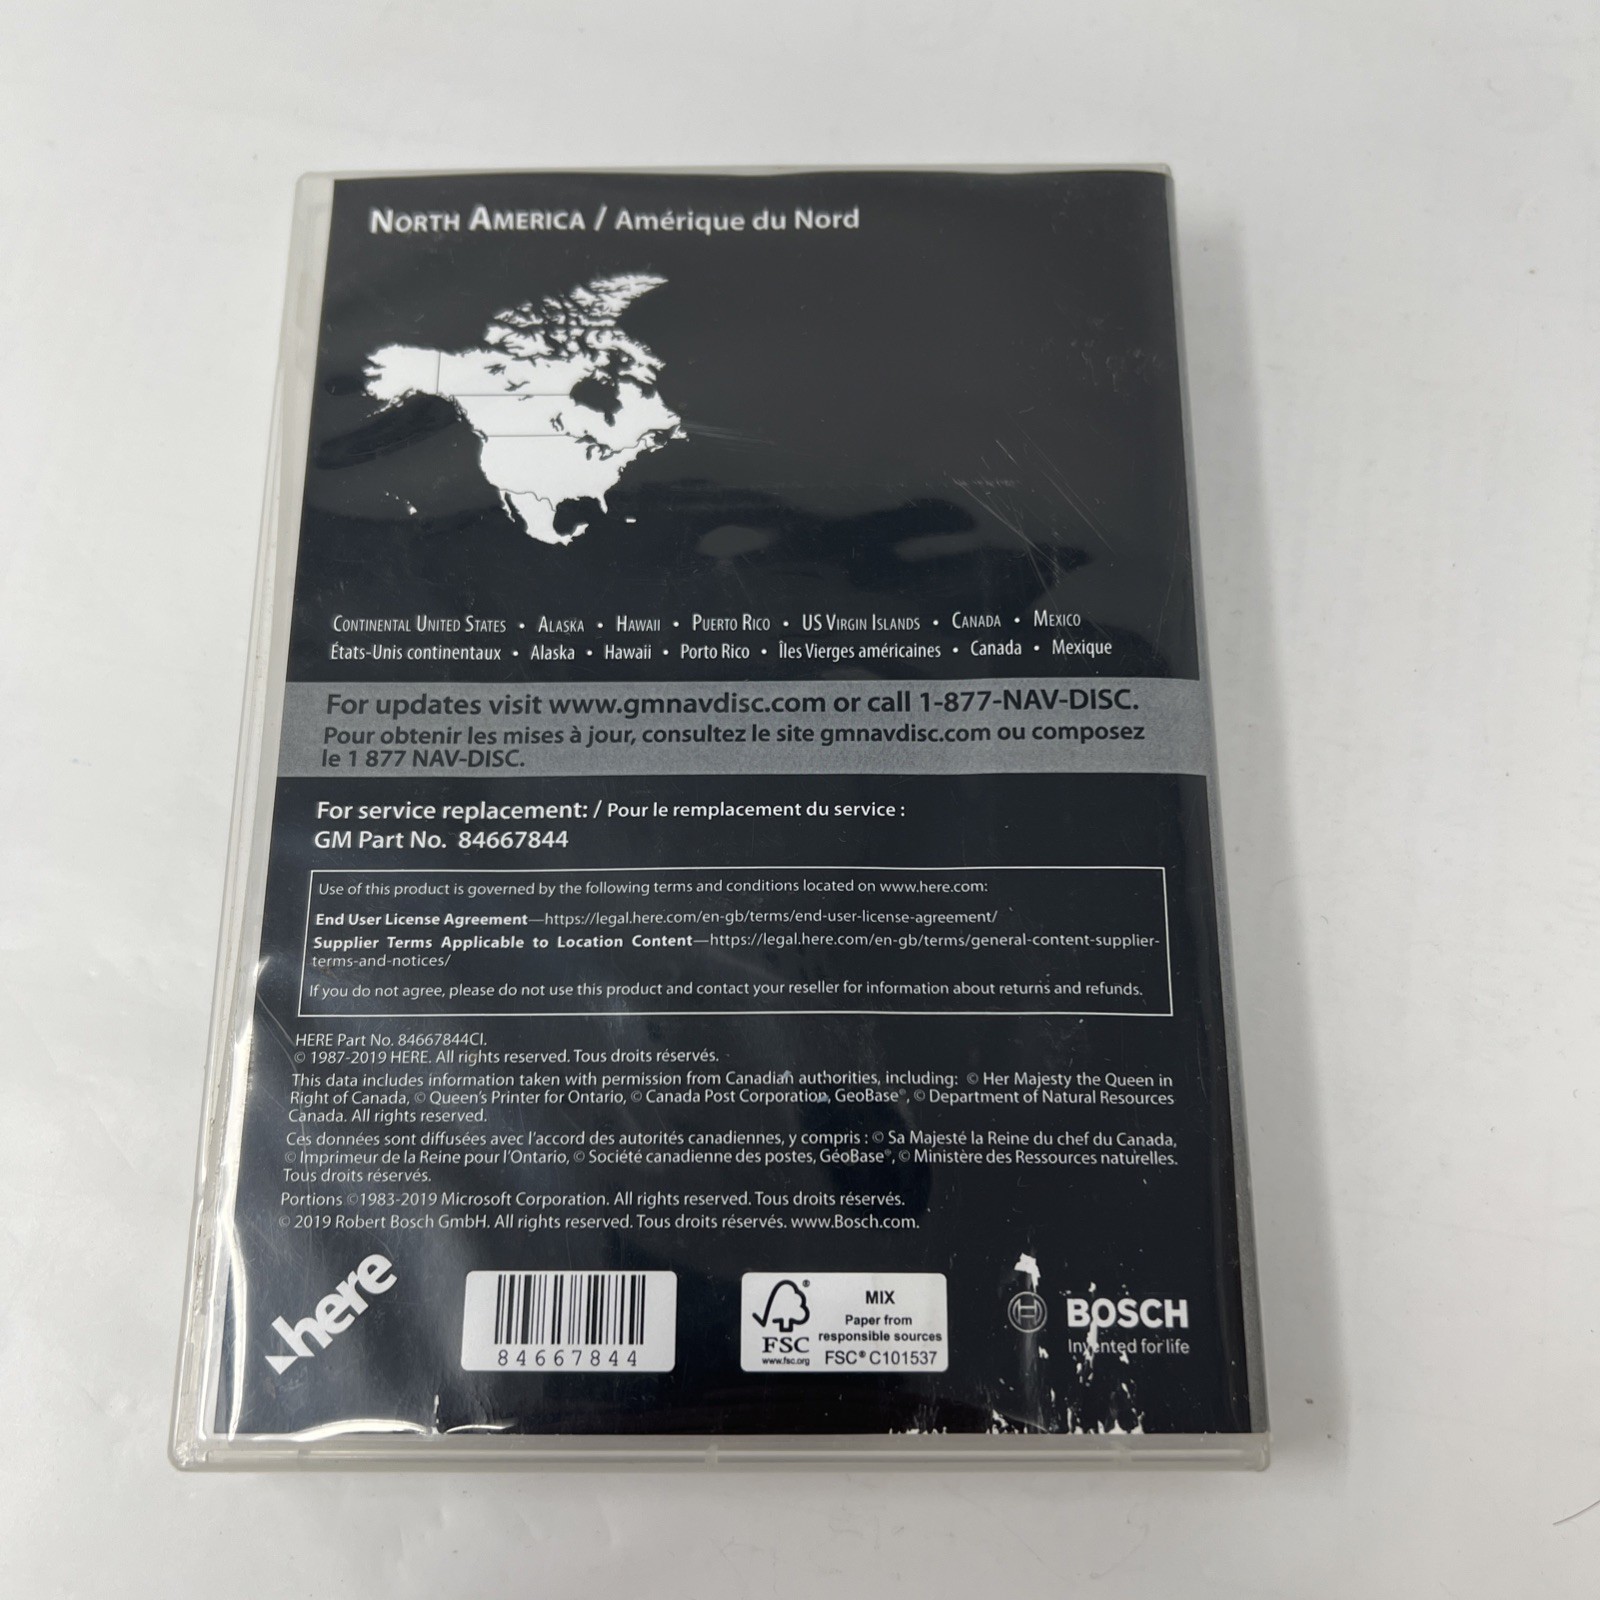 NORTH AMERICA / Amérique du Nord
CONTINENTAL UNITED STATES • ALASKA • HAWAII • PUERTO RICO • US VIRGIN ISLANDS • CANADA • MEXICO
États-Unis continentaux • Alaska • Hawaii • Porto Rico • Îles Vierges américaines • Canada • Mexique
For updates visit www.gmnavdisc.com or call 1-877-NAV-DISC.
Pour obtenir les mises à jour, consultez le site gmnavdisc.com ou composez
le 1 877 NAV-DISC.
For service replacement: / Pour le remplacement du service :
GM Part No. 84667844
Use of this product is governed by the following terms and conditions located on www.here.com:
End User License Agreement—https://legal.here.com/en-gb/terms/end-user-license-agreement/
Supplier Terms Applicable to Location Content—https://legal.here.com/en-gb/terms/general-content-supplier-
terms-and-notices/
If you do not agree, please do not use this product and contact your reseller for information about returns and refunds.
HERE Part No. 84667844CI.
© 1987-2019 HERE. All rights reserved. Tous droits réservés.
This data includes information taken with permission from Canadian authorities, including: © Her Majesty the Queen in
Right of Canada, © Queen's Printer for Ontario, © Canada Post Corporation, GeoBase®, © Department of Natural Resources
Canada. All rights reserved.
Ces données sont diffusées avec l'accord des autorités canadiennes, y compris : © Sa Majesté la Reine du chef du Canada,
© Imprimeur de la Reine pour l'Ontario, © Société canadienne des postes, GéoBase®, © Ministère des Ressources naturelles.
Tous droits réservés.
Portions ©1983-2019 Microsoft Corporation. All rights reserved. Tous droits réservés.
© 2019 Robert Bosch GmbH. All rights reserved. Tous droits réservés. www.Bosch.com.
here
84667844
FSC
www.fsc.org
MIX
Paper from
responsible sources
FSC® C101537
BOSCH
Invented for life